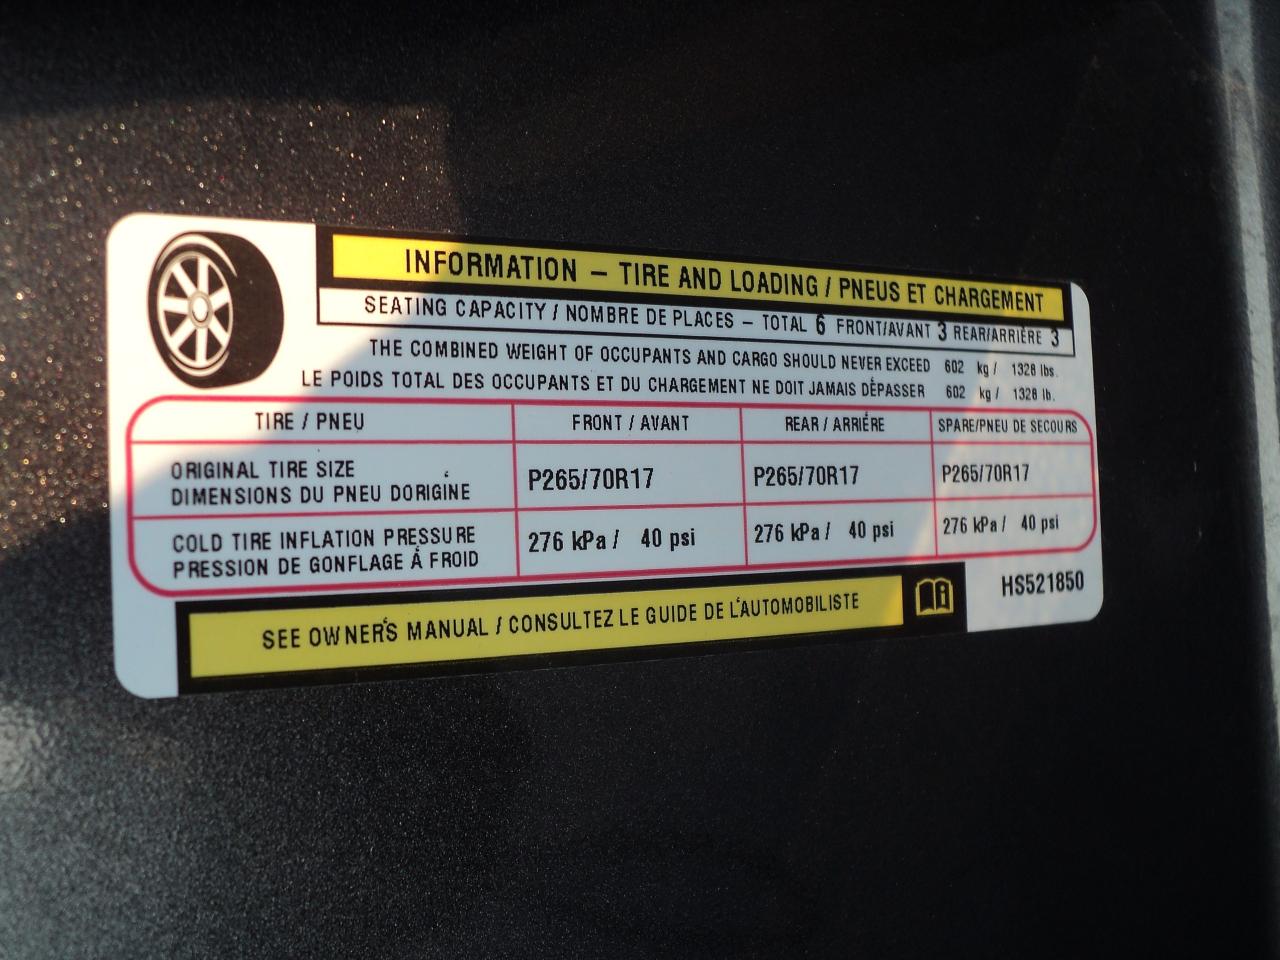 INFORMATION – TIRE AND LOADING / PNEUS ET CHARGEMENT
SEATING CAPACITY / NOMBRE DE PLACES – TOTAL 6 FRONT/AVANT 3 REAR/ARRIÈRE 3
THE COMBINED WEIGHT OF OCCUPANTS AND CARGO SHOULD NEVER EXCEED 602 kg / 1328 lbs.
LE POIDS TOTAL DES OCCUPANTS ET DU CHARGEMENT NE DOIT JAMAIS DÉPASSER 602 kg / 1328 lb.
TIRE / PNEU FRONT / AVANT REAR / ARRIÉRE SPARE/PNEU DE SECOURS
ORIGINAL TIRE SIZE
DIMENSIONS DU PNEU D'ORIGINE P265/70R17 P265/70R17 P265/70R17
COLD TIRE INFLATION PRESSURE
PRESSION DE GONFLAGE Á FROID 276 kPa / 40 psi 276 kPa / 40 psi 276 kPa / 40 psi
SEE OWNER'S MANUAL / CONSULTEZ LE GUIDE DE L'AUTOMOBILISTE
HS521850